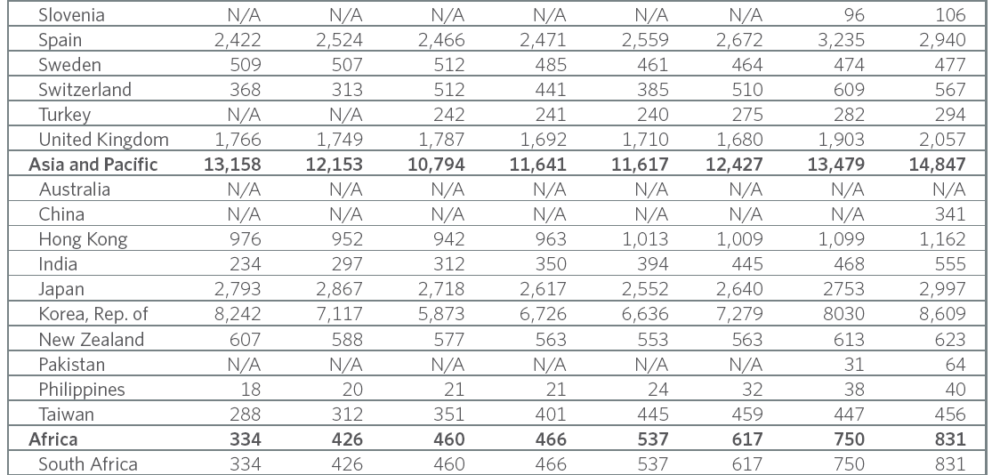 Slovenia N/A N/A N/A N/A N/A N/A 96 106
Spain 2,422 2,524 2,466 2,471 2,559 2,672 3,235 2,940
Sweden 509 507 512 485 461 464 474 477
Switzerland 368 313 512 441 385 510 609 567
Turkey N/A N/A 242 241 240 275 282 294
United Kingdom 1,766 1,749 1,787 1,692 1,710 1,680 1,903 2,057
Asia and Pacific 13,158 12,153 10,794 11,641 11,617 12,427 13,479 14,847
Australia N/A N/A N/A N/A N/A N/A N/A N/A
China N/A N/A N/A N/A N/A N/A N/A 341
Hong Kong 976 952 942 963 1,013 1,009 1,099 1,162
India 234 297 312 350 394 445 468 555
Japan 2,793 2,867 2,718 2,617 2,552 2,640 2753 2,997
Korea, Rep. of 8,242 7,117 5,873 6,726 6,636 7,279 8030 8,609
New Zealand 607 588 577 563 553 563 613 623
Pakistan N/A N/A N/A N/A N/A N/A 31 64
Philippines 18 20 21 21 24 32 38 40
Taiwan 288 312 351 401 445 459 447 456
Africa 334 426 460 466 537 617 750 831
South Africa 334 426 460 466 537 617 750 831